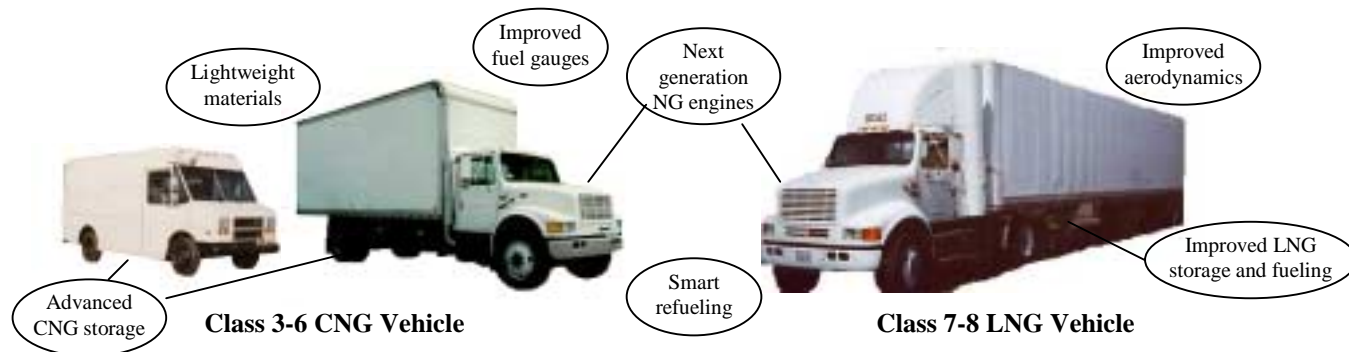 Improved
fuel gauges
Next
generation
NG engines
Improved
aerodynamics
Lightweight
materials
Improved LNG
storage and fueling
Advanced
CNG storage
Smart
refueling
Class 3-6 CNG Vehicle
Class 7-8 LNG Vehicle